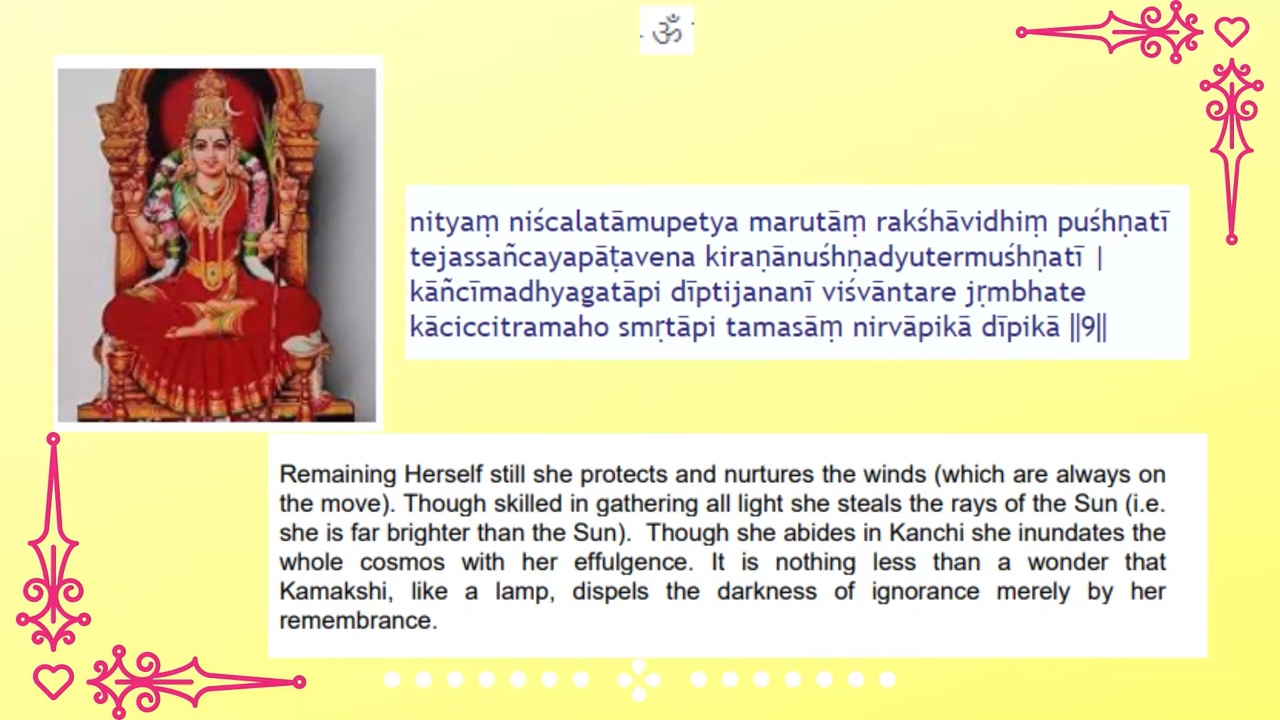 ॐ
nityaṃ niścalatāmupetya marutāṃ rakśhāvidhiṃ puśhṇatī
tejassañcayapāṭavena kiraṇānuśhṇadyutermuśhṇatī |
kāñcīmadhyagatāpi dīptijananī viśvāntare jṛmbhate
kāciccitramaho smṛtāpi tamasāṃ nirvāpikā dīpikā ||9||
Remaining Herself still she protects and nurtures the winds (which are always on
the move). Though skilled in gathering all light she steals the rays of the Sun (i.e.
she is far brighter than the Sun). Though she abides in Kanchi she inundates the
whole cosmos with her effulgence. It is nothing less than a wonder that
Kamakshi, like a lamp, dispels the darkness of ignorance merely by her
remembrance.